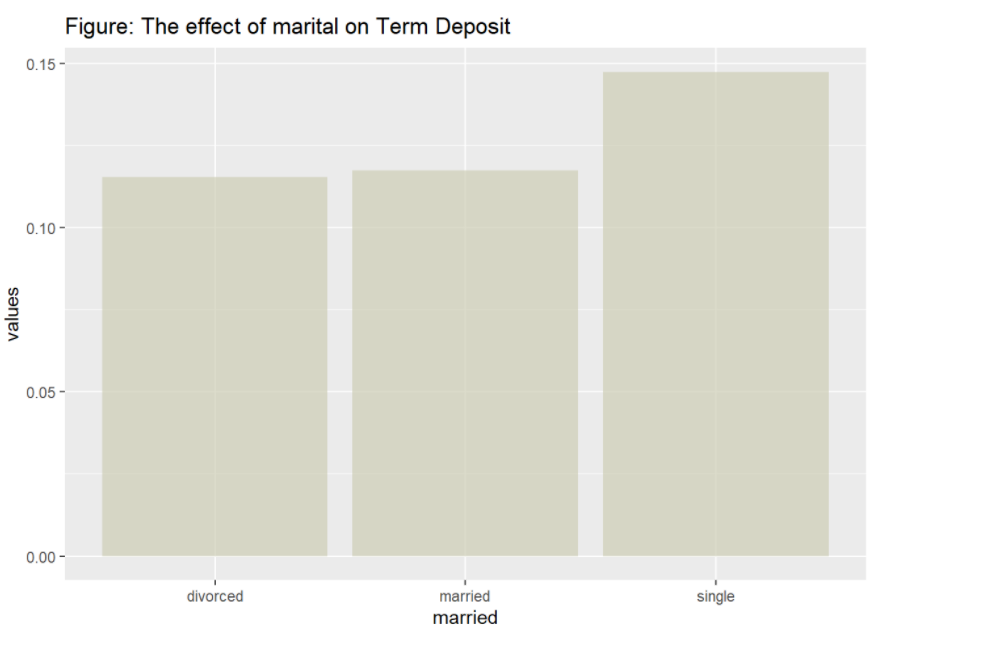 Figure: The effect of marital on Term Deposit
0.15
0.10
0.05
0.00
values
divorced married single
married